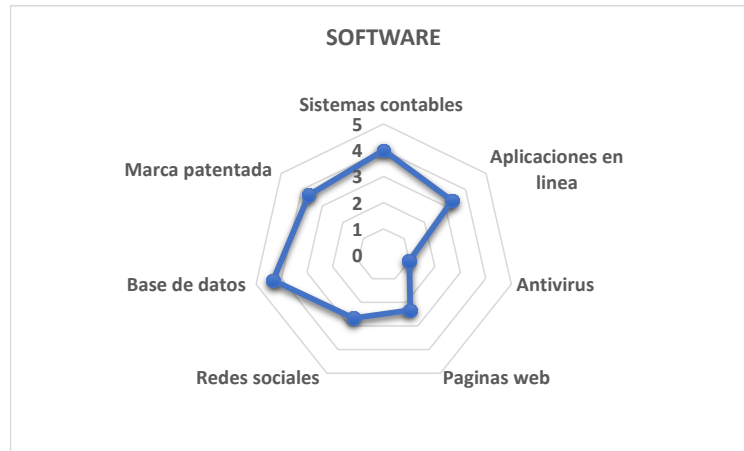 SOFTWARE
Sistemas contables
5
4
3
2
1
0
Aplicaciones en
linea
Antivirus
Paginas web
Redes sociales
Base de datos
Marca patentada